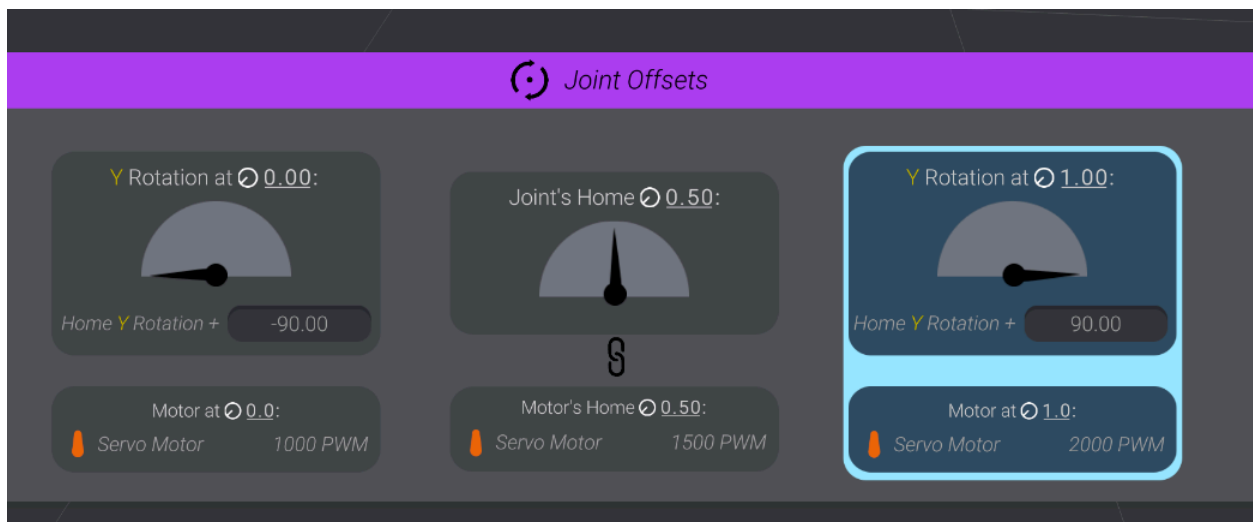 Joint Offsets
Y Rotation at 0.00:
Home Y Rotation + -90.00
Motor at 0.0:
Servo Motor 1000 PWM
Joint's Home 0.50:
Motor's Home 0.50:
Servo Motor 1500 PWM
Y Rotation at 1.00:
Home Y Rotation + 90.00
Motor at 1.0:
Servo Motor 2000 PWM